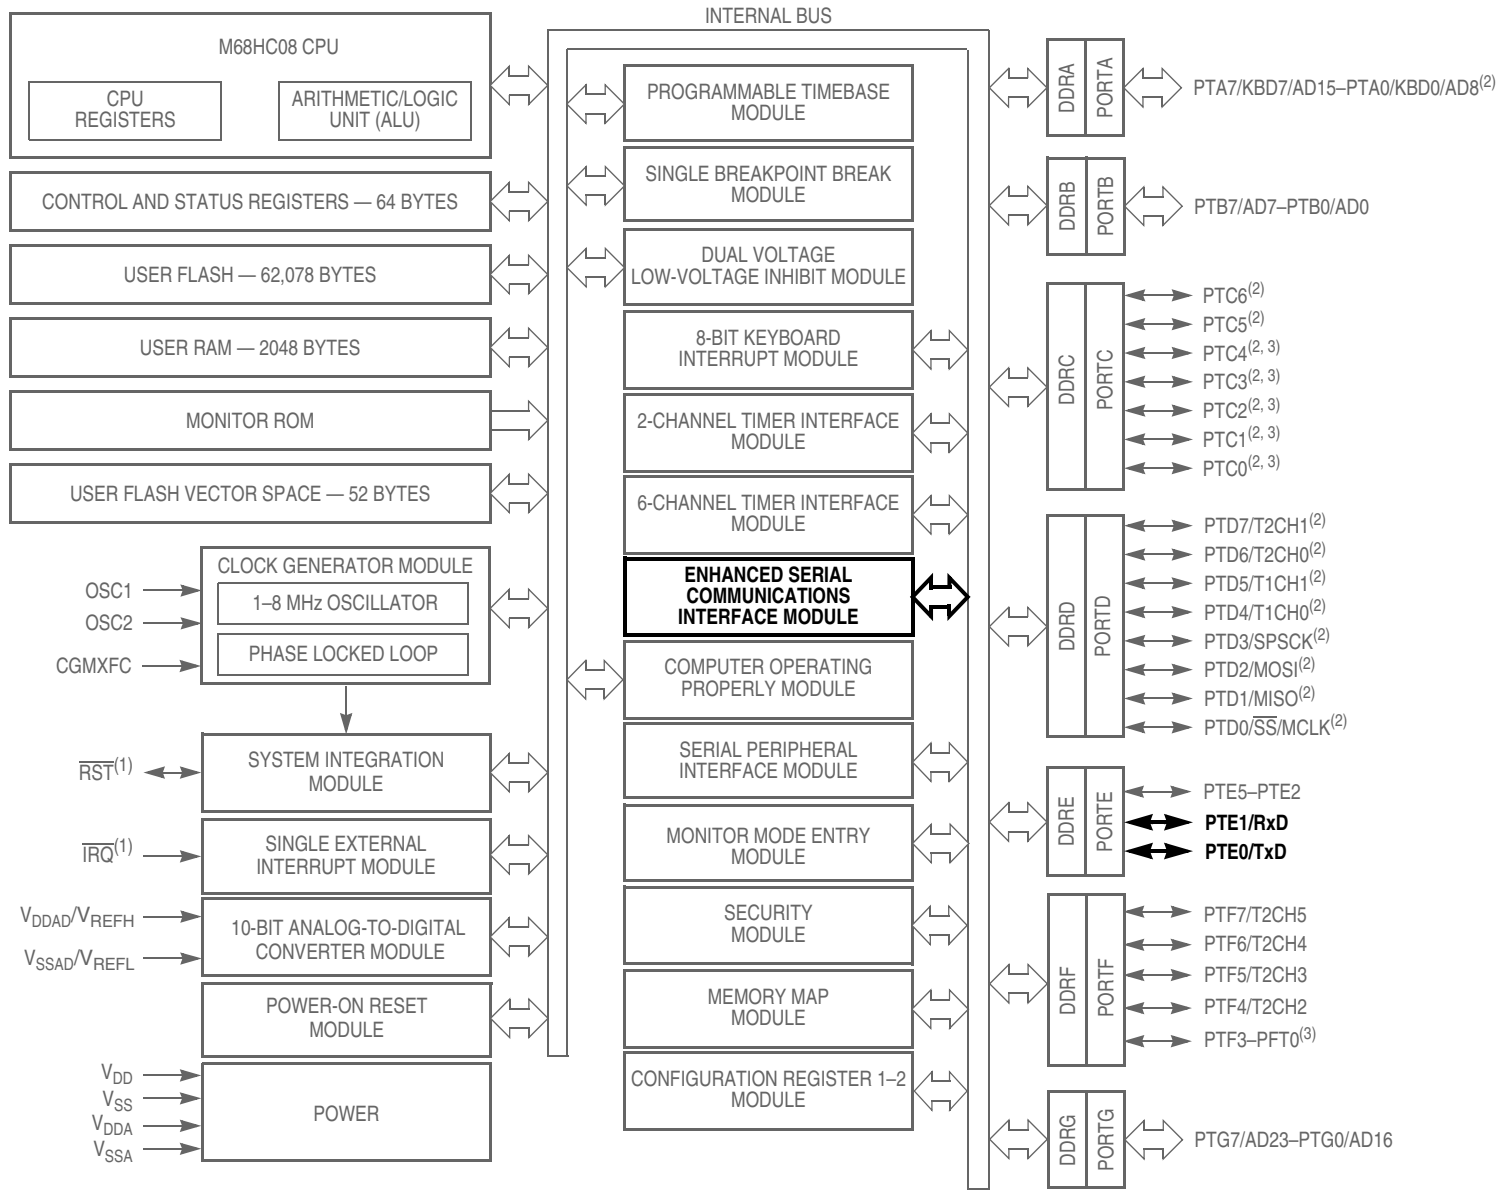 INTERNAL BUS
M68HC08 CPU
CPU
REGISTERS
ARITHMETIC/LOGIC
UNIT (ALU)
CONTROL AND STATUS REGISTERS — 64 BYTES
USER FLASH — 62,078 BYTES
USER RAM — 2048 BYTES
MONITOR ROM
USER FLASH VECTOR SPACE — 52 BYTES
OSC1
OSC2
CGMXFC
CLOCK GENERATOR MODULE
1–8 MHz OSCILLATOR
PHASE LOCKED LOOP
RST(1)
SYSTEM INTEGRATION
MODULE
IRQ(1)
SINGLE EXTERNAL
INTERRUPT MODULE
VDDAD/VREFH
VSSAD/VREFL
10-BIT ANALOG-TO-DIGITAL
CONVERTER MODULE
POWER-ON RESET
MODULE
VDD
VSS
VDDA
VSSA
POWER
PROGRAMMABLE TIMEBASE
MODULE
SINGLE BREAKPOINT BREAK
MODULE
DUAL VOLTAGE
LOW-VOLTAGE INHIBIT MODULE
8-BIT KEYBOARD
INTERRUPT MODULE
2-CHANNEL TIMER INTERFACE
MODULE
6-CHANNEL TIMER INTERFACE
MODULE
ENHANCED SERIAL
COMMUNICATIONS
INTERFACE MODULE
COMPUTER OPERATING
PROPERLY MODULE
SERIAL PERIPHERAL
INTERFACE MODULE
MONITOR MODE ENTRY
MODULE
SECURITY
MODULE
MEMORY MAP
MODULE
CONFIGURATION REGISTER 1–2
MODULE
DDRA
PORTA
PTA7/KBD7/AD15–PTA0/KBD0/AD8(2)
DDRB
PORTB
PTB7/AD7–PTB0/AD0
DDRC
PORTC
PTC6(2)
PTC5(2)
PTC4(2, 3)
PTC3(2, 3)
PTC2(2, 3)
PTC1(2, 3)
PTC0(2, 3)
DDRD
PORTD
PTD7/T2CH1(2)
PTD6/T2CH0(2)
PTD5/T1CH1(2)
PTD4/T1CH0(2)
PTD3/SPSCK(2)
PTD2/MOSI(2)
PTD1/MISO(2)
PTD0/SS/MCLK(2)
DDRE
PORTE
PTE5–PTE2
PTE1/RxD
PTE0/TxD
DDRF
PORTF
PTF7/T2CH5
PTF6/T2CH4
PTF5/T2CH3
PTF4/T2CH2
PTF3–PFT0(3)
DDRG
PORTG
PTG7/AD23–PTG0/AD16